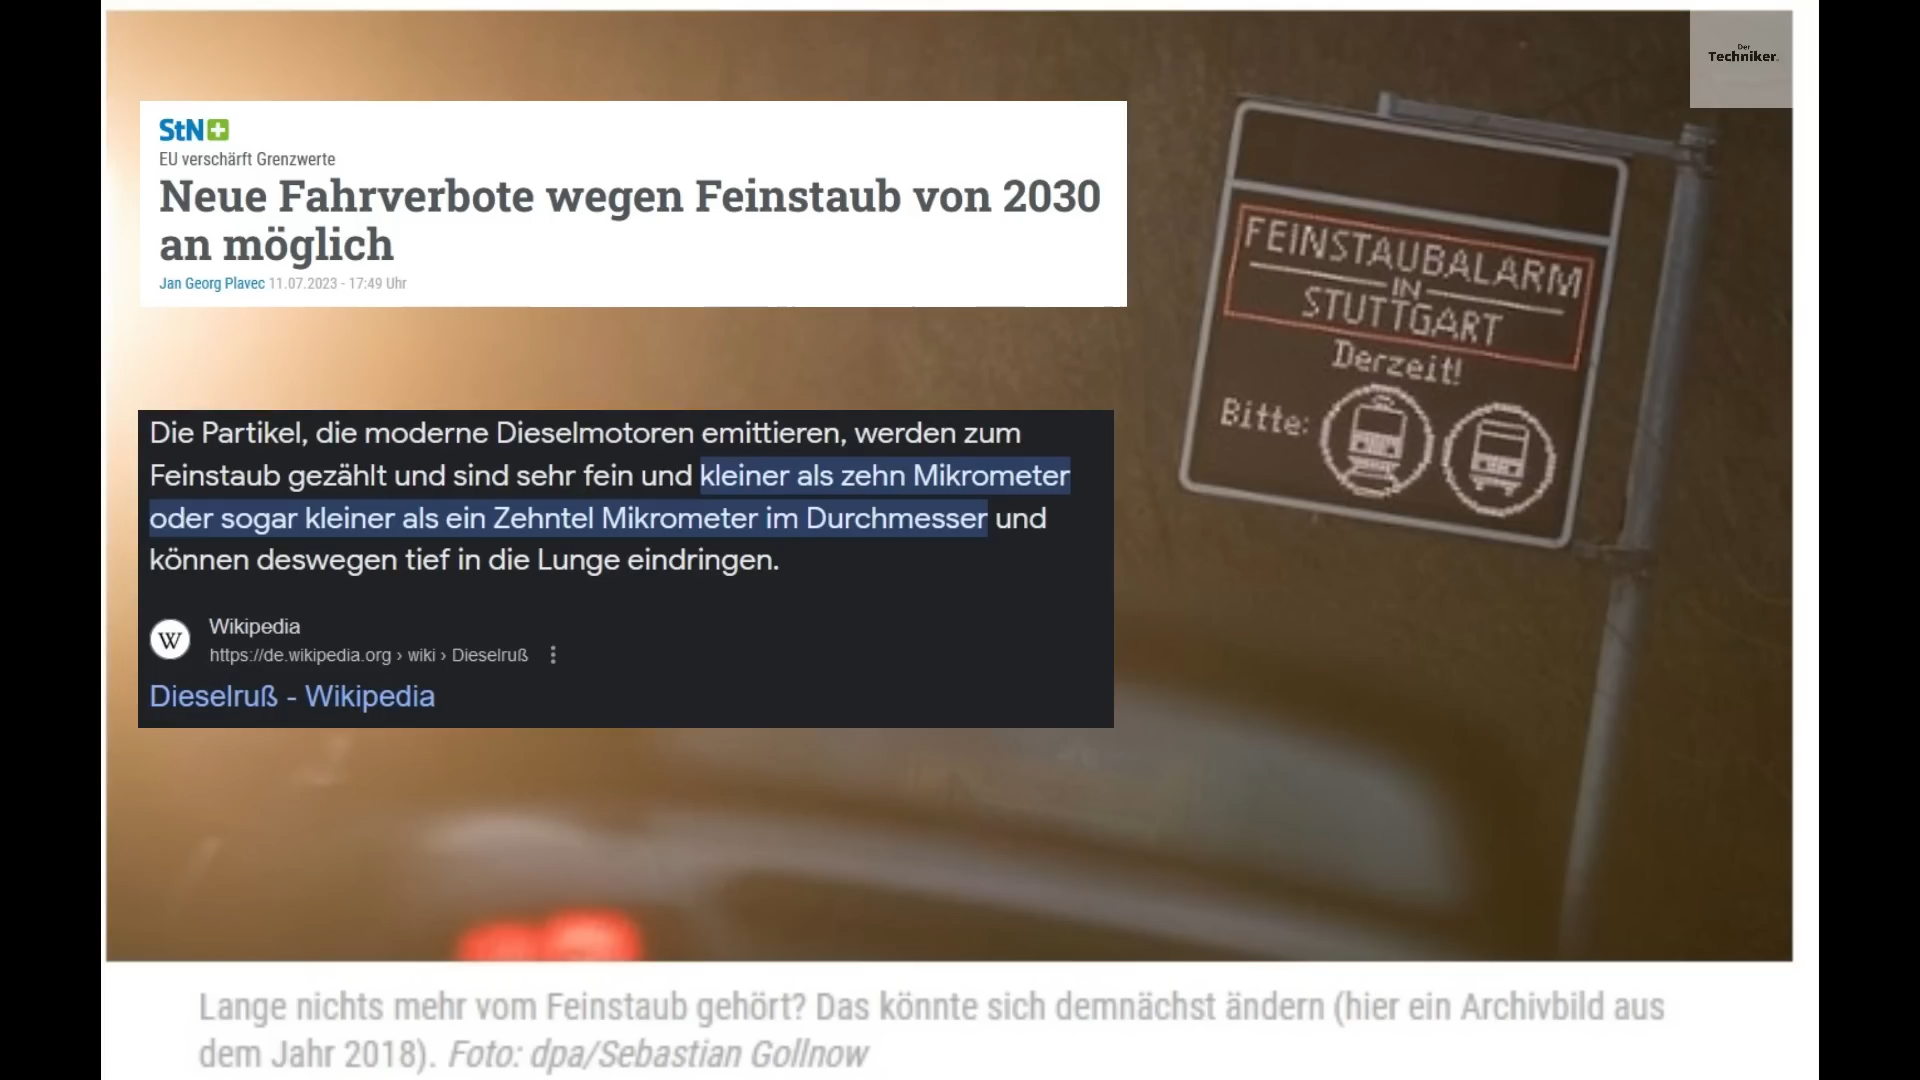 Der
Techniker.
StN+
EU verschärft Grenzwerte
Neue Fahrverbote wegen Feinstaub von 2030
an möglich
Jan Georg Plavec 11.07.2023 - 17:49 Uhr
FEINSTAUBALARM
IN
STUTTGART
Derzeit!
Bitte:
Die Partikel, die moderne Dieselmotoren emittieren, werden zum
Feinstaub gezählt und sind sehr fein und kleiner als zehn Mikrometer
oder sogar kleiner als ein Zehntel Mikrometer im Durchmesser und
können deswegen tief in die Lunge eindringen.
W
Wikipedia
https://de.wikipedia.org › wiki › Dieselruß
Dieselruß - Wikipedia
Lange nichts mehr vom Feinstaub gehört? Das könnte sich demnächst ändern (hier ein Archivbild aus
dem Jahr 2018). Foto: dpa/Sebastian Gollnow